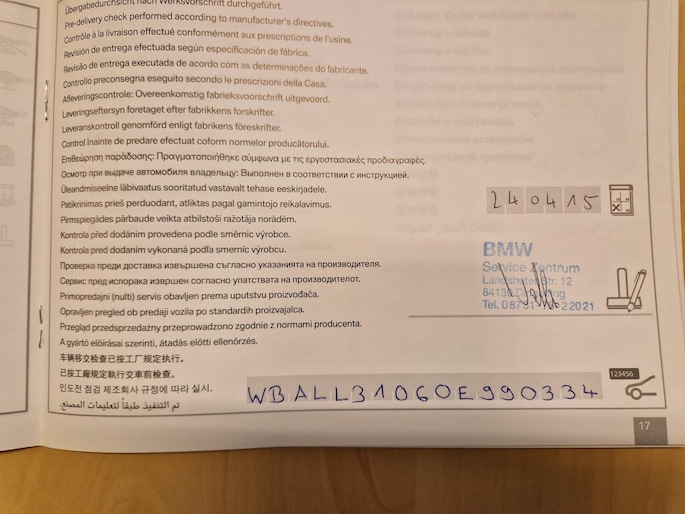 Übergabedurchsicht nach Werksvorschrift durchgeführt.
Pre-delivery check performed according to manufacturer's directives.
Contrôle à la livraison effectué conformément aux prescriptions de l'usine.
Revisión de entrega efectuada según especificación de fábrica.
Revisão de entrega executada de acordo com as determinações do fabricante.
Controllo preconsegna eseguito secondo le prescrizioni della Casa.
Afleveringscontrole: Overeenkomstig fabrieksvoorschrift uitgevoerd.
Leveringseftersyn foretaget efter fabrikkens forskrifter.
Leveranskontroll genomförd enligt fabrikens föreskrifter.
Control înainte de predare efectuat coform normelor producătorului.
Επιθεώρηση παράδοσης: Πραγματοποιήθηκε σύμφωνα με τις εργοστασιακές προδιαγραφές.
Осмотр при выдаче автомобиля владельцу: Выполнен в соответствии с инструкцией.
Üleandmiseelne läbivaatus sooritatud vastavalt tehase eeskirjadele.
Patikrinimas prieš perduodant, atliktas pagal gamintojo reikalavimus.
Pirmspiegādes pārbaude veikta atbilstoši ražotāja norādēm.
Kontrola před dodáním provedena podle směrnic výrobce.
Kontrola pred dodaním vykonaná podľa smerníc výrobcu.
Проверка преди доставка извършена съгласно указанията на производителя.
Сервис пред испорака извршен согласно упатствата на производителот.
Primopredajni (nulti) servis obavljen prema uputstvu proizvođača.
Opravljen pregled ob predaji vozila po standardih proizvajalca.
Przegląd przedsprzedażny przeprowadzono zgodnie z normami producenta.
A gyártó előírásai szerinti, átadás előtti ellenőrzés.
车辆移交检查已按工厂规定执行。
已按工廠規定執行交車前檢查。
인도전 점검 제조회사 규정에 따라 실시.
تم التنفيذ طبقاً لتعليمات المصنع.
240415
BMW
Service Zentrum
Landshuter Str. 12
84130
Tel. 08731
22021
123456
WBALL31060E990334
17